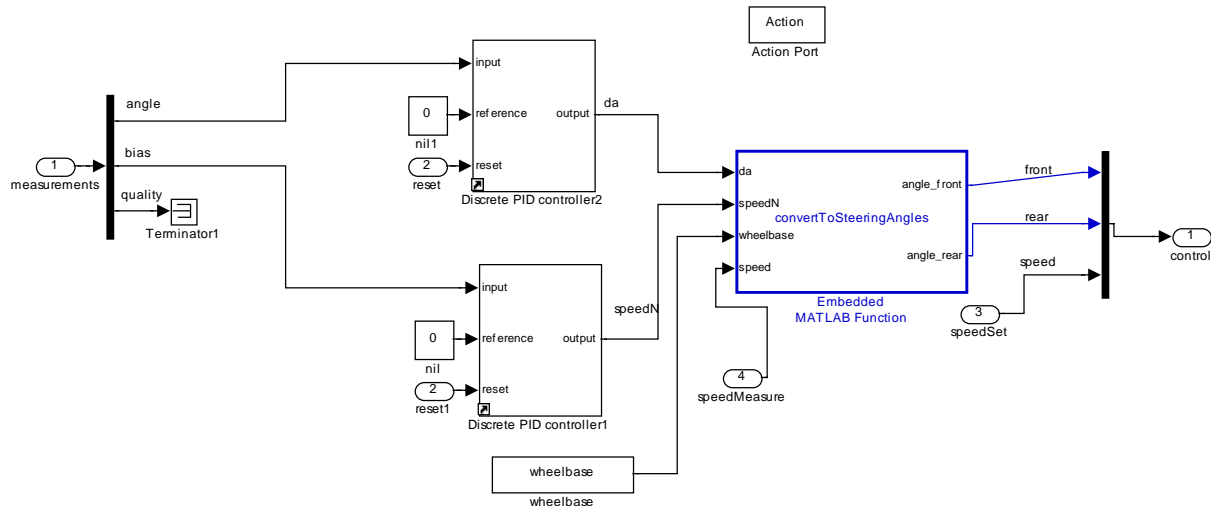 Action
Action Port
input
angle
da
0
reference
output
nil1
bias
1
measurements
2
reset
reset
Discrete PID controller2
quality
Terminator1
da
angle_front
front
speedN
convertToSteeringAngles
rear
wheelbase
angle_rear
speed
speed
1
control
Embedded
MATLAB Function
3
speedSet
input
speedN
0
reference
output
nil
4
speedMeasure
2
reset
reset1
Discrete PID controller1
wheelbase
wheelbase